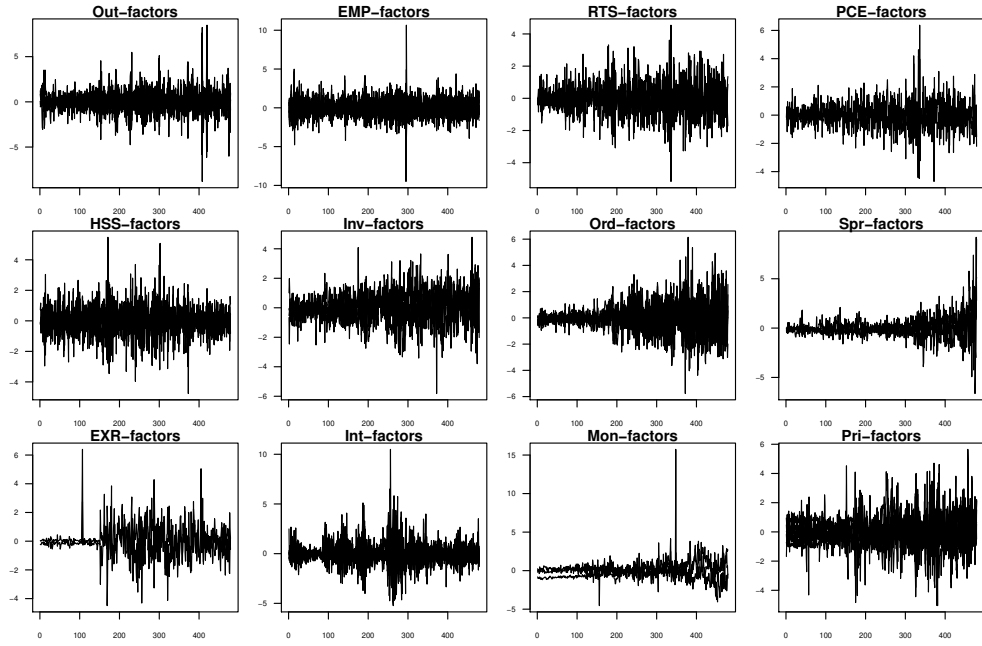 Out−factors EMP−factors RTS−factors PCE−factors
5 10 4 6
0 5 2 4
−5 0 0 2
−5 −2 0
−10 −4 −2
−4
0 100 200 300 400 0 100 200 300 400 0 100 200 300 400 0 100 200 300 400
HSS−factors Inv−factors Ord−factors Spr−factors
4 4 6 5
2 2 4 0
0 0 2 −5
−2 −2 0
−4 −4 −2
−6 −4
−6
0 100 200 300 400 0 100 200 300 400 0 100 200 300 400 0 100 200 300 400
EXR−factors Int−factors Mon−factors Pri−factors
6 10 15 6
4 5 10 4
2 0 5 2
0 −5 0 0
−2 −5 −2
−4 −4
0 100 200 300 400 0 100 200 300 400 0 100 200 300 400 0 100 200 300 400